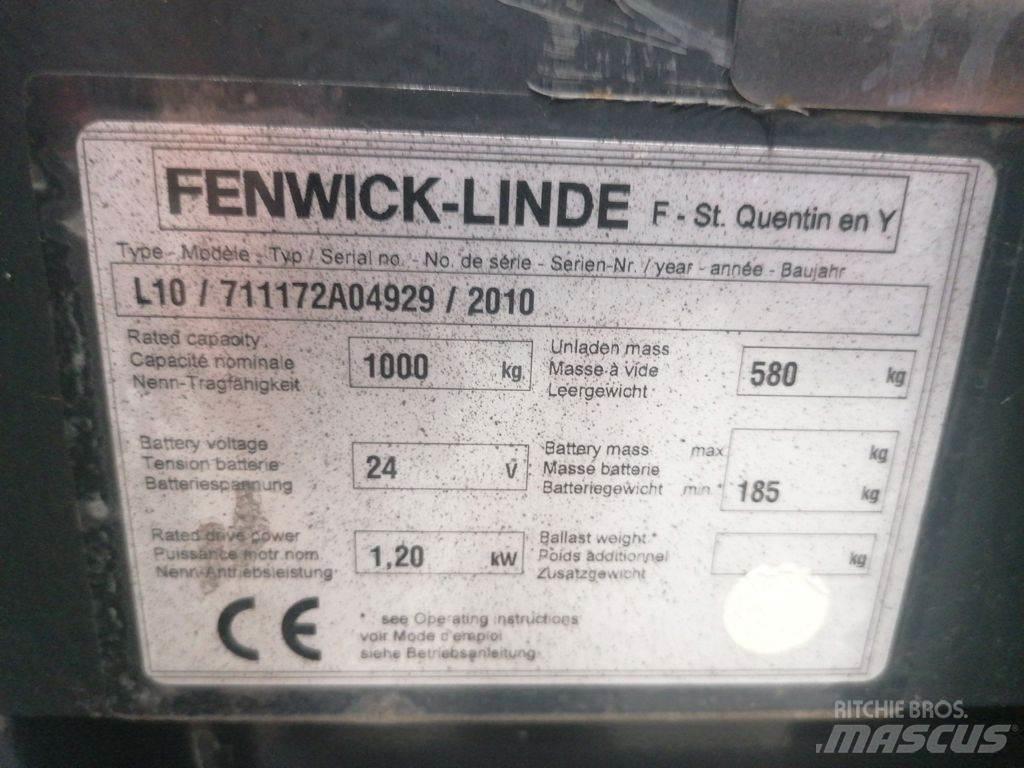 FENWICK-LINDE F - St. Quentin en Y
Type - Modèle - Typ / Serial no. - No. de série - Serien-Nr. / year - année - Baujahr
L10 / 711172A04929 / 2010
Rated capacity
Capacité nominale
Nenn-Tragfähigkeit
1000 kg
Unladen mass
Masse à vide
Leergewicht
580 kg
Battery voltage
Tension batterie
Batteriespannung
24 V
Battery mass max
Masse batterie
Batteriegewicht min.*
kg
185 kg
Rated drive power
Puissance motr.nom.
Nenn-Antriebsleistung
1,20 kW
Ballast weight.*
Poids additionnel
Zusatzgewicht
kg
CE
* see Operating instructions
voir Mode d'emploi
siehe Betriebsanleitung
RITCHIE BROS.
MASCUS